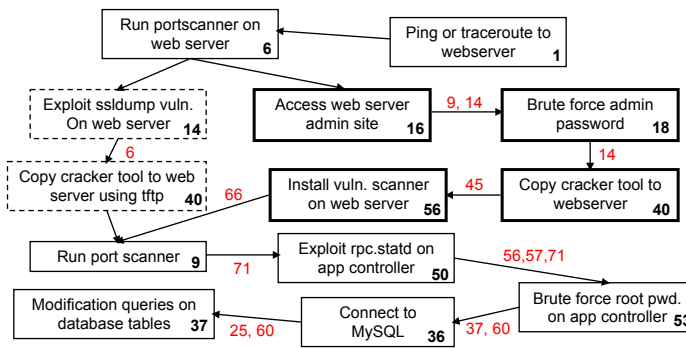 Run portscanner on
web server
6
Ping or traceroute to
webserver
1
Exploit ssldump vuln.
On web server
14
Access web server
admin site
16
9, 14
Brute force admin
password
18
6
14
Copy cracker tool to web
server using tftp
40
66
Install vuln. scanner
on web server
56
45
Copy cracker tool to
webserver
40
Run port scanner
9
71
Exploit rpc.statd on
app controller
50
56,57,71
Modification queries on
database tables
37
25, 60
Connect to
MySQL
36
37, 60
Brute force root pwd.
on app controller
53